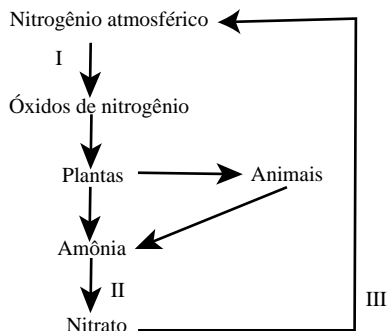 Nitrogênio atmosférico
I
Óxidos de nitrogênio
Plantas
Animais
Amônia
II
III
Nitrato